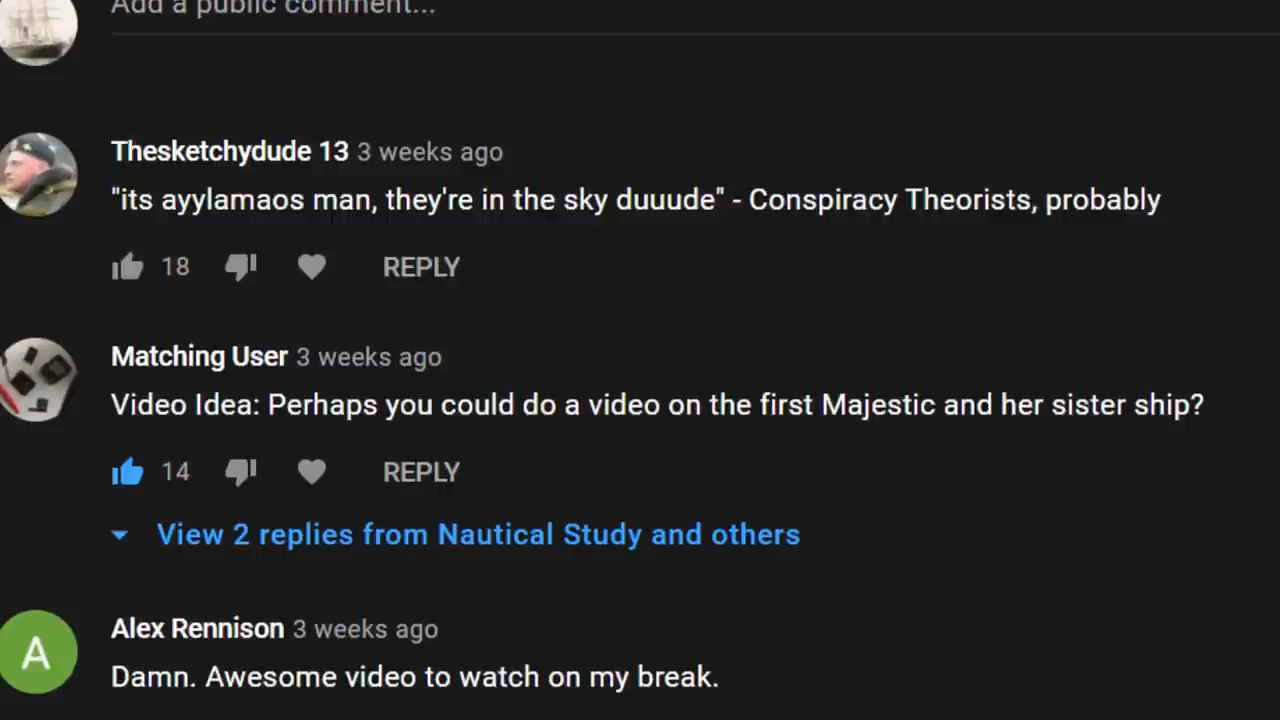 Add a public comment...
Thesketchydude 13 3 weeks ago
"its ayylamaos man, they're in the sky duuude" - Conspiracy Theorists, probably
18 REPLY
Matching User 3 weeks ago
Video Idea: Perhaps you could do a video on the first Majestic and her sister ship?
14 REPLY
View 2 replies from Nautical Study and others
A
Alex Rennison 3 weeks ago
Damn. Awesome video to watch on my break.